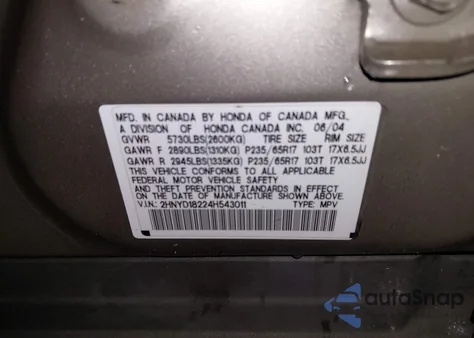 MFD. IN CANADA BY HONDA OF CANADA MFG.,
A DIVISION OF HONDA CANADA INC. 06/04
GVWR 5730LBS(2600KG) TIRE SIZE RIM SIZE
GAWR F 2890LBS(1310KG) P235/65R17 103T 17X6.5JJ
GAWR R 2945LBS(1335KG) P235/65R17 103T 17X6.5JJ
THIS VEHICLE CONFORMS TO ALL APPLICABLE
FEDERAL MOTOR VEHICLE SAFETY
AND THEFT PREVENTION STANDARDS IN EFFECT ON
THE DATE OF MANUFACTURE SHOWN ABOVE.
V.I.N.: 2HNYD18224H543011 TYPE: MPV
autoSnap